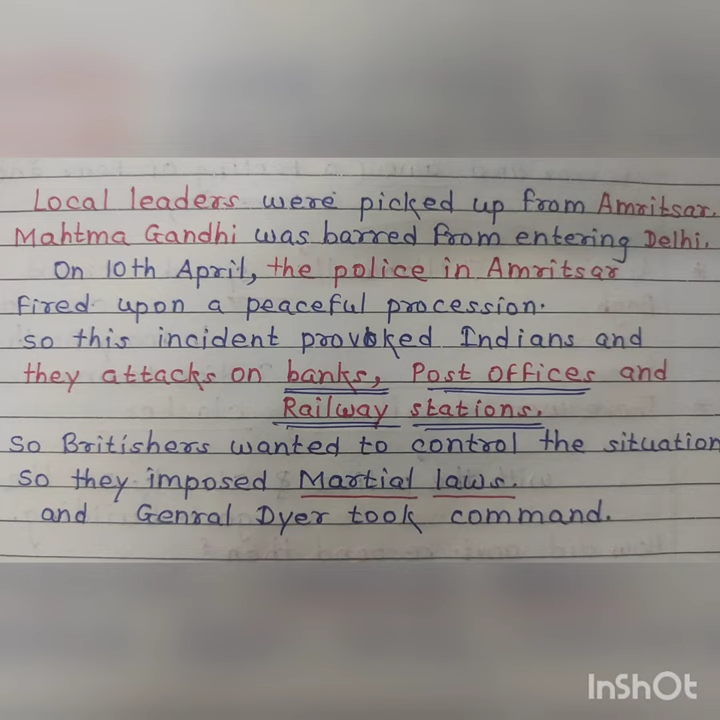 Local leaders were picked up from Amritsar.
Mahtma Gandhi was barred from entering Delhi.
On 10th April, the police in Amritsar
fired upon a peaceful procession.
so this incident provoked Indians and
they attacks on banks, Post offices and
Railway stations.
So Britishers wanted to control the situation
so they imposed Martial laws.
and Genral Dyer took command.
InShOt